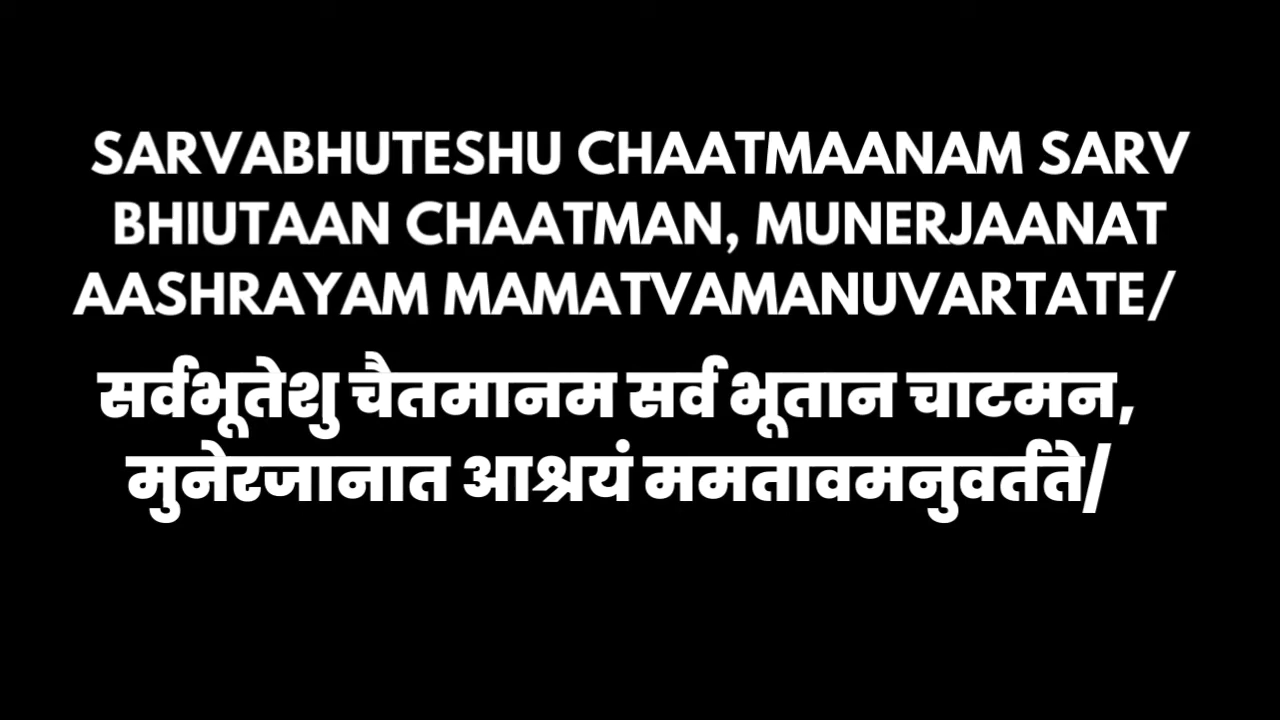 SARVABHUTESHU CHAATMAANAM SARV
BHIUTAAN CHAATMAN, MUNERJAANAT
AASHRAYAM MAMATVAMANUVARTATE/
सर्वभूतेशु चैतमानम सर्व भूतान चाटमन,
मुनेरजानात आश्रयं ममतावमनुवर्तते/